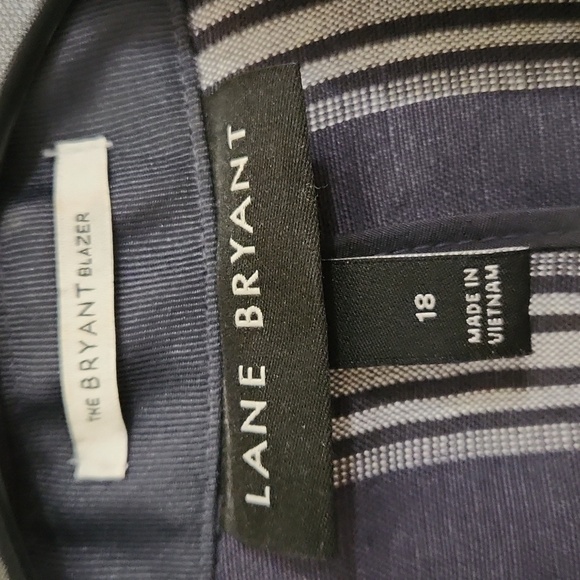 THE BRYANT BLAZER
LANE BRYANT
18
MADE IN
VIETNAM